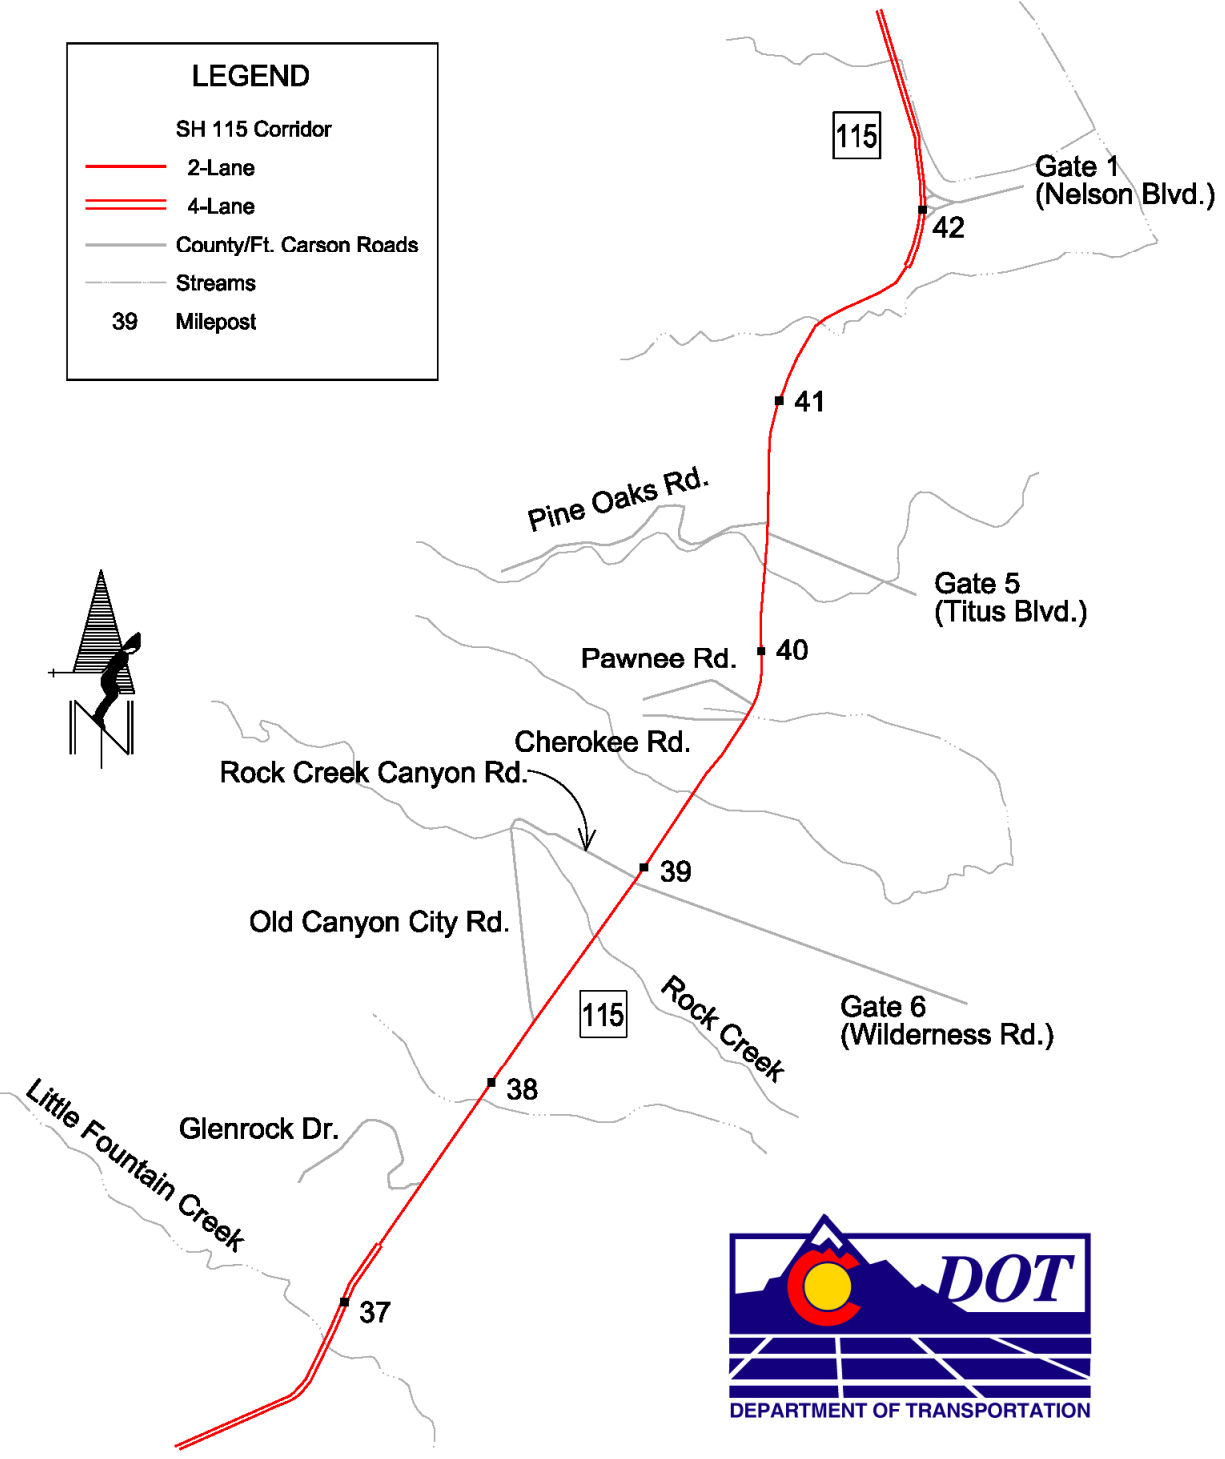 LEGEND
SH 115 Corridor
2-Lane
4-Lane
County/Ft. Carson Roads
Streams
39 Milepost
115
Gate 1
(Nelson Blvd.)
42
41
Pine Oaks Rd.
Gate 5
(Titus Blvd.)
40
Pawnee Rd.
N
Cherokee Rd.
Rock Creek Canyon Rd.
39
Old Canyon City Rd.
Rock Creek
115
Gate 6
(Wilderness Rd.)
38
Little Fountain Creek
Glenrock Dr.
37
C DOT
DEPARTMENT OF TRANSPORTATION